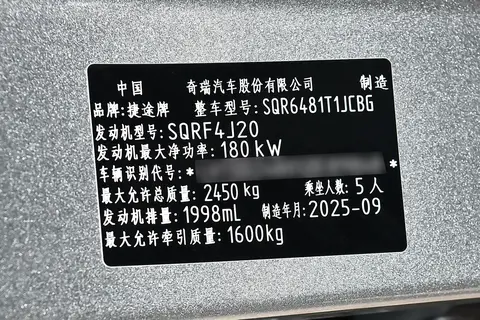 中国 奇瑞汽车股份有限公司 制造
品牌:捷途牌 整车型号:SQR6481T1JCBG
发动机型号:SQRF4J20
发动机最大净功率:180kW
车辆识别代号:* *
最大允许总质量:2450kg 乘坐人数:5人
发动机排量:1998mL 制造年月:2025-09
最大允许牵引质量:1600kg